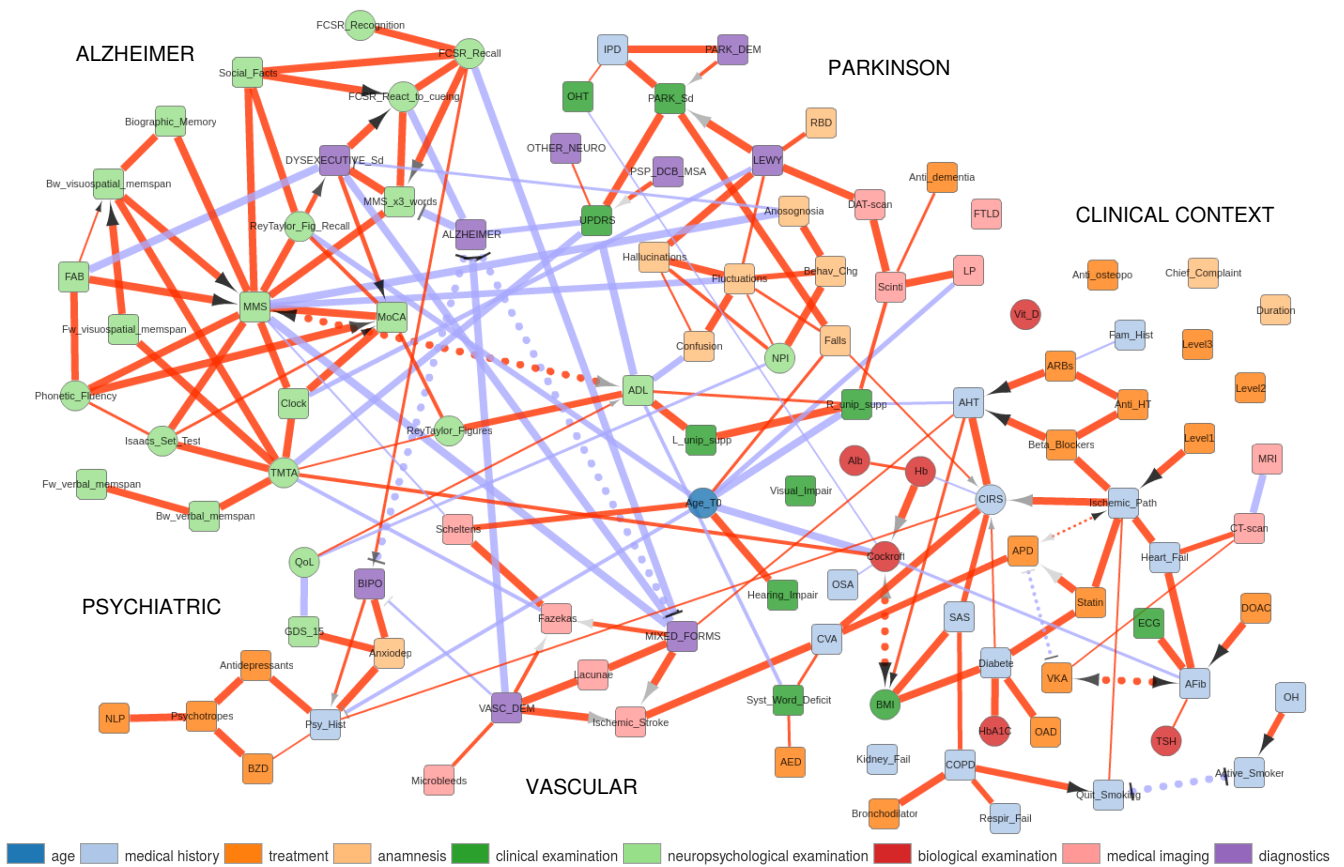 FCSR_Recognition
ALZHEIMER
FCSR_Recall
IPD
PARK_DEM
PARKINSON
Social_Facts
FCSR_React_to_cueing
OHT
PARK_Sd
Biographic_Memory
RBD
OTHER_NEURO
DYSEXECUTIVE_Sd
LEWY
PSP_DCB_MSA
Bw_visuospatial_memspan
Anti_dementia
MMS_x3_words
DAT-scan
Anosognosia
FTLD
CLINICAL CONTEXT
ReyTaylor_Fig_Recall
UPDRS
ALZHEIMER
Hallucinations
FAB
Fluctuations
Behav_Chg
LP
Anti_osteopo
Chief_Complaint
Scinti
MMS
Duration
MoCA
Vit_D
Fw_visuospatial_memspan
Fam_Hist
Confusion
NPI
Falls
Level3
ARBs
Phonetic_Fluency
Clock
ADL
R_unip_supp
AHT
Anti_HT
Level2
Isaacs_Set_Test
ReyTaylor_Figures
L_unip_supp
Beta_Blockers
Level1
Alb
Hb
MRI
Fw_verbal_memspan
TMTA
Visual_Impair
Age_T0
CIRS
Ischemic_Path
Bw_verbal_memspan
Scheltens
CT-scan
QoL
Cockroft
APD
Heart_Fail
BIPO
OSA
PSYCHIATRIC
Hearing_Impair
Statin
DOAC
GDS_15
Fazekas
MIXED_FORMS
CVA
SAS
ECG
Anxiodep
Antidepressants
Lacunae
Diabete
VKA
AFib
NLP
Psychotropes
Psy_Hist
VASC_DEM
Ischemic_Stroke
Syst_Word_Deficit
BMI
OH
HbA1C
OAD
TSH
BZD
Microbleeds
VASCULAR
AED
Kidney_Fail
COPD
Quit_Smoking
Active_Smoker
Bronchodilator
Respir_Fail
age medical history treatment anamnesis clinical examination neuropsychological examination biological examination medical imaging diagnostics